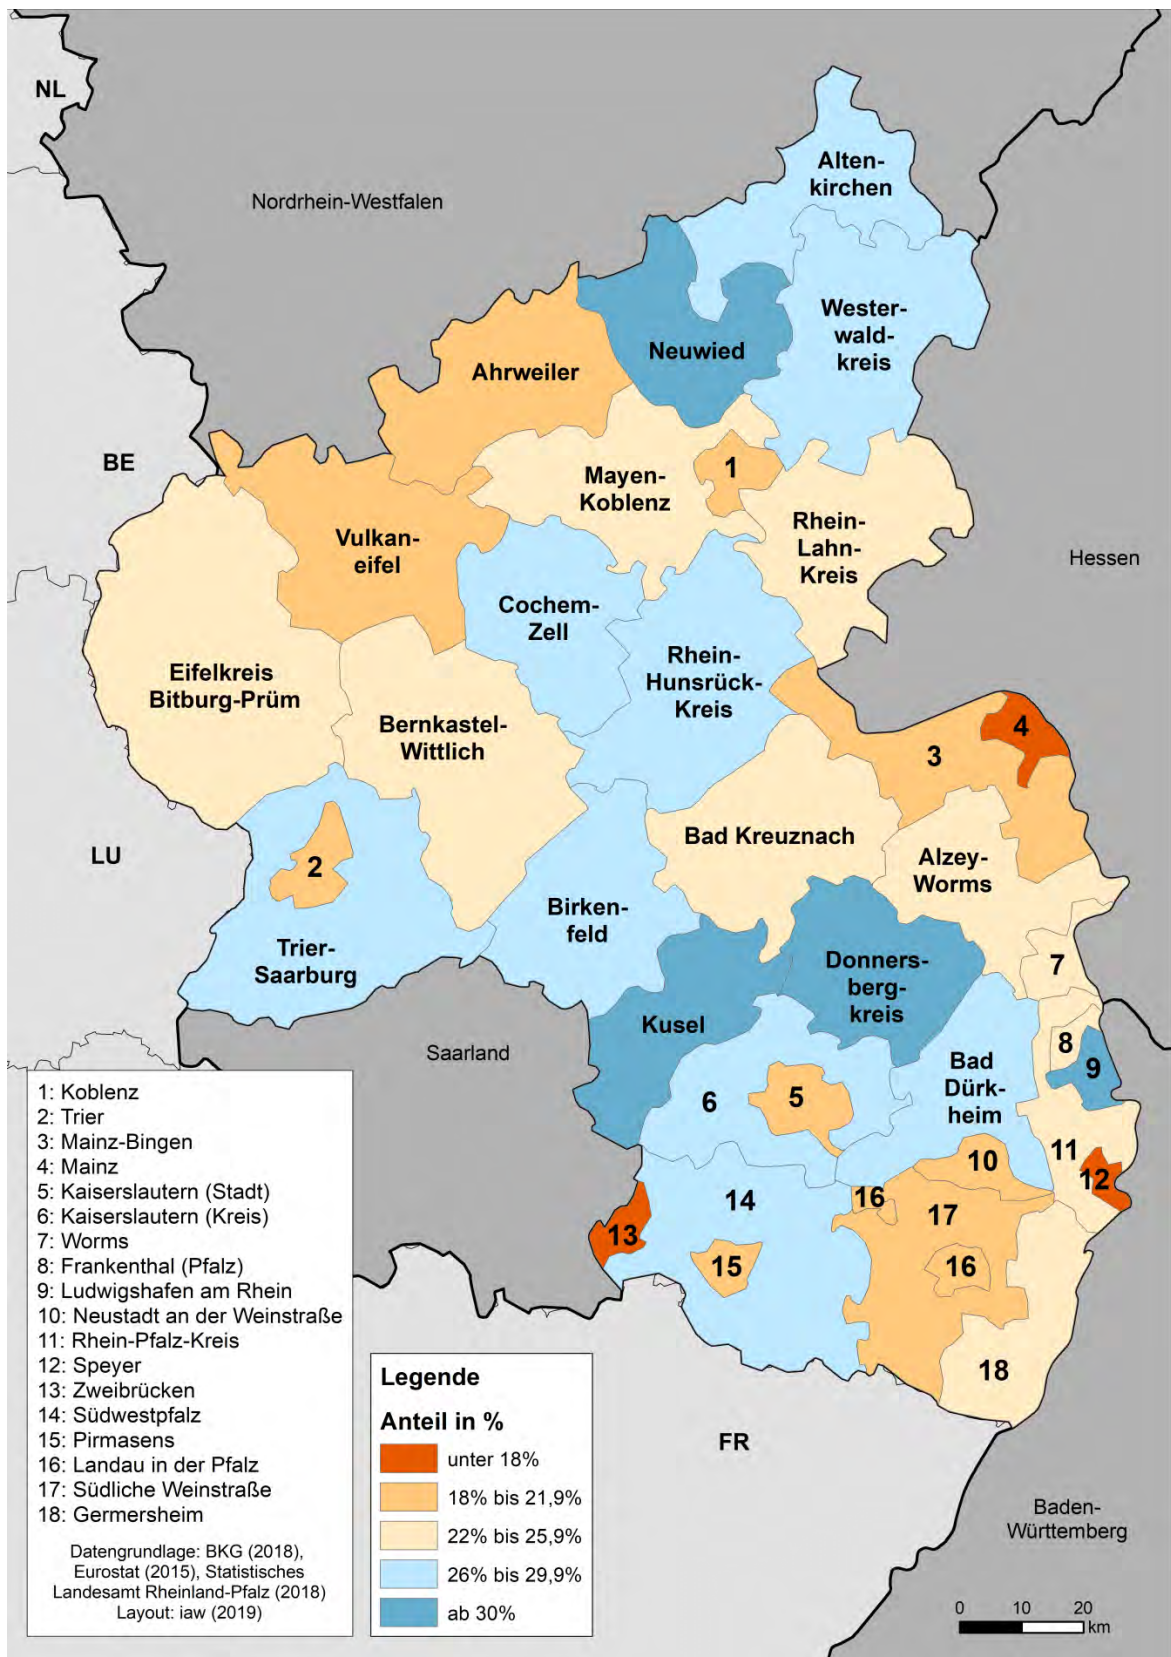 NL
Alten-
kirchen
Nordrhein-Westfalen
Wester-
wald-
kreis
Neuwied
Ahrweiler
BE
1
Mayen-
Koblenz
Rhein-
Lahn-
Kreis
Vulkan-
eifel
Hessen
Cochem-
Zell
Rhein-
Hunsrück-
Kreis
Eifelkreis
Bitburg-Prüm
Bernkastel-
Wittlich
4
3
Bad Kreuznach
LU
2
Alzey-
Worms
Birken-
feld
Trier-
Saarburg
7
Donners-
berg-
kreis
Kusel
Saarland
8
9
Bad
Dürk-
heim
6
5
11
10
12
14
16
17
13
15
16
18
1: Koblenz
2: Trier
3: Mainz-Bingen
4: Mainz
5: Kaiserslautern (Stadt)
6: Kaiserslautern (Kreis)
7: Worms
8: Frankenthal (Pfalz)
9: Ludwigshafen am Rhein
10: Neustadt an der Weinstraße
11: Rhein-Pfalz-Kreis
12: Speyer
13: Zweibrücken
14: Südwestpfalz
15: Pirmasens
16: Landau in der Pfalz
17: Südliche Weinstraße
18: Germersheim
Datengrundlage: BKG (2018),
Eurostat (2015), Statistisches
Landesamt Rheinland-Pfalz (2018)
Layout: iaw (2019)
Legende
Anteil in %
unter 18%
18% bis 21,9%
22% bis 25,9%
26% bis 29,9%
ab 30%
FR
Baden-
Württemberg
0 10 20
km